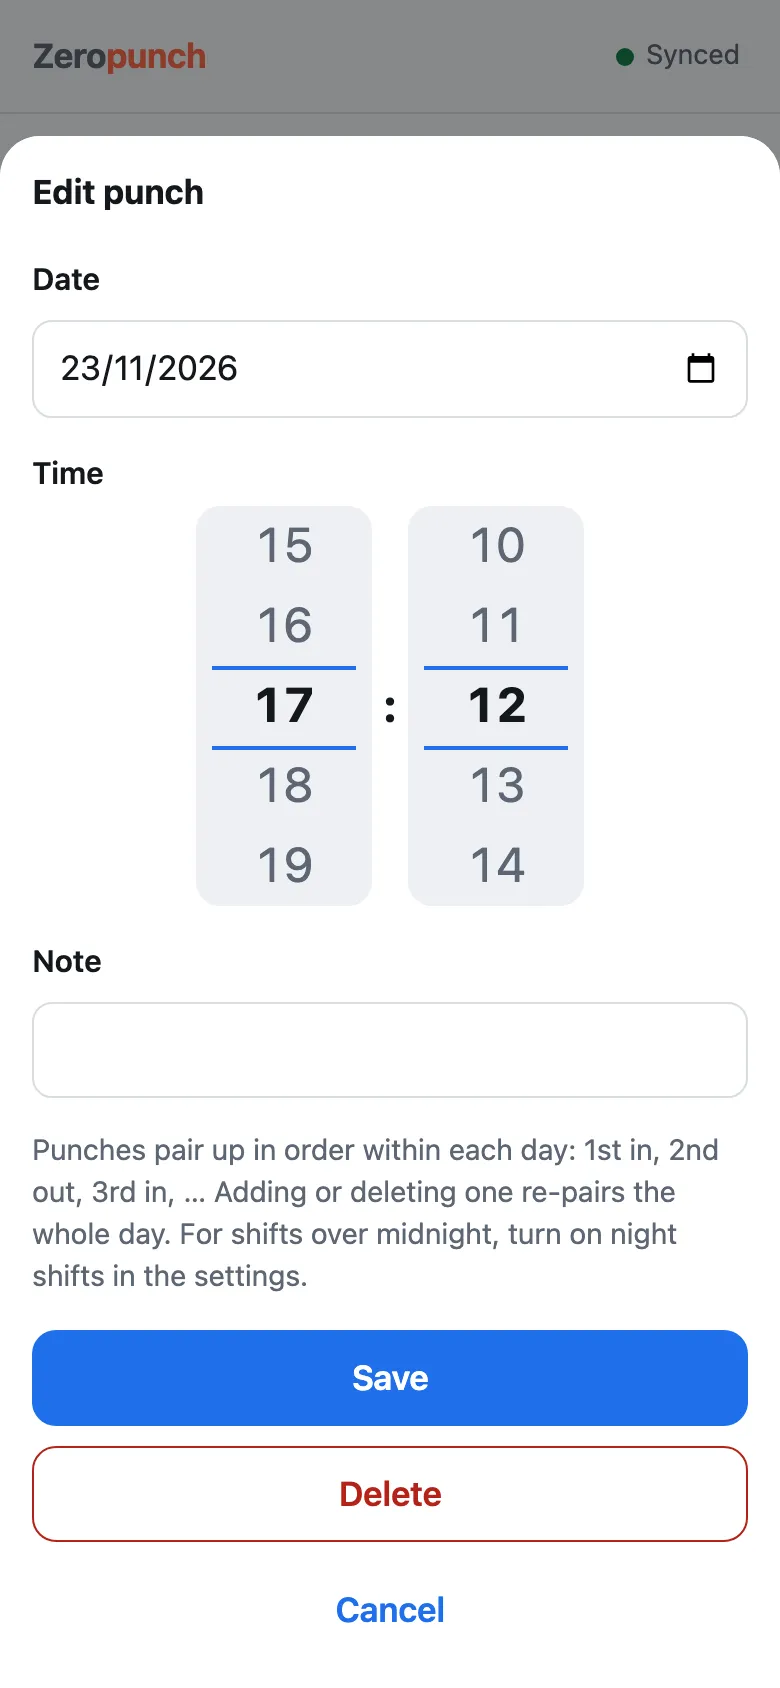 Zeropunch
Synced
Edit punch
Date
23/11/2026
Time
15 10
16 11
17 : 12
18 13
19 14
Note
Punches pair up in order within each day: 1st in, 2nd
out, 3rd in, ... Adding or deleting one re-pairs the
whole day. For shifts over midnight, turn on night
shifts in the settings.
Save
Delete
Cancel